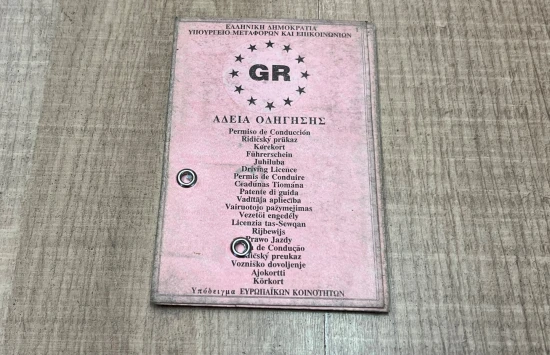 ΕΛΛΗΝΙΚΗ ΔΗΜΟΚΡΑΤΙΑ
ΥΠΟΥΡΓΕΙΟ ΜΕΤΑΦΟΡΩΝ ΚΑΙ ΕΠΙΚΟΙΝΩΝΙΩΝ
GR
ΑΔΕΙΑ ΟΔΗΓΗΣΗΣ
Permiso de Conducción
Řidičský průkaz
Kørekort
Führerschein
Juhiluba
Driving Licence
Permis de Conduire
Ceadúnas Tiomána
Patente di guida
Vadītāja apliecība
Vairuotojo pažymėjimas
Vezetői engedély
Liċenzja tas-Sewqan
Rijbewijs
Prawo Jazdy
de Condução
preukaz
Vozniško dovoljenje
Ajokortti
Körkort
Υπόδειγμα ΕΥΡΩΠΑΪΚΩΝ ΚΟΙΝΟΤΗΤΩΝ